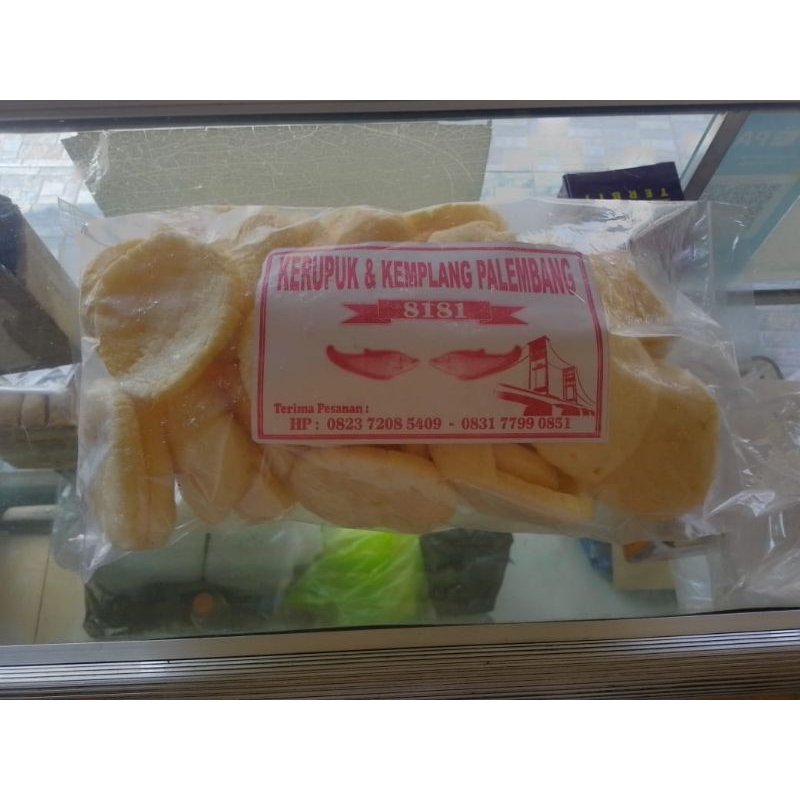 KERUPUK & KEMPLANG PALEMBANG
8181
Terima Pesanan :
HP : 0823 7208 5409 - 0831 7799 0851